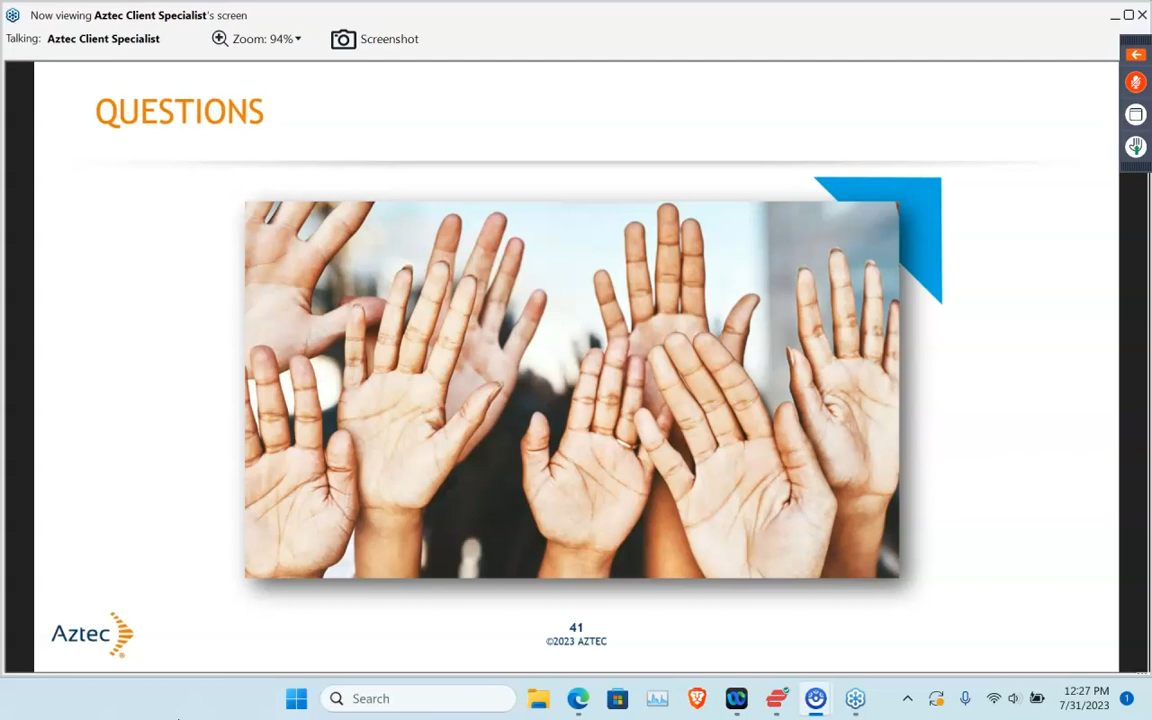 Now viewing Aztec Client Specialist's screen
Talking: Aztec Client Specialist
Zoom: 94%
Screenshot
QUESTIONS
Aztec
41
©2023 AZTEC
Search
12:27 PM
7/31/2023
1